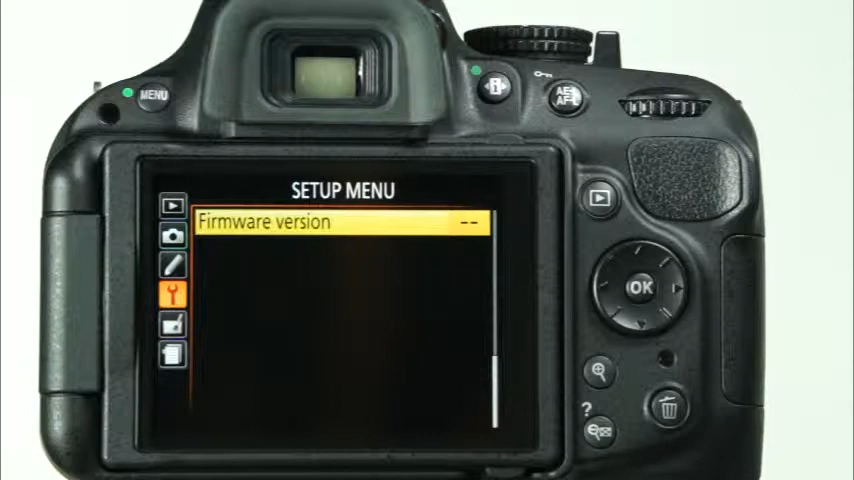 MENU
i
AE-L
AF-L
SETUP MENU
Firmware version --
OK
?